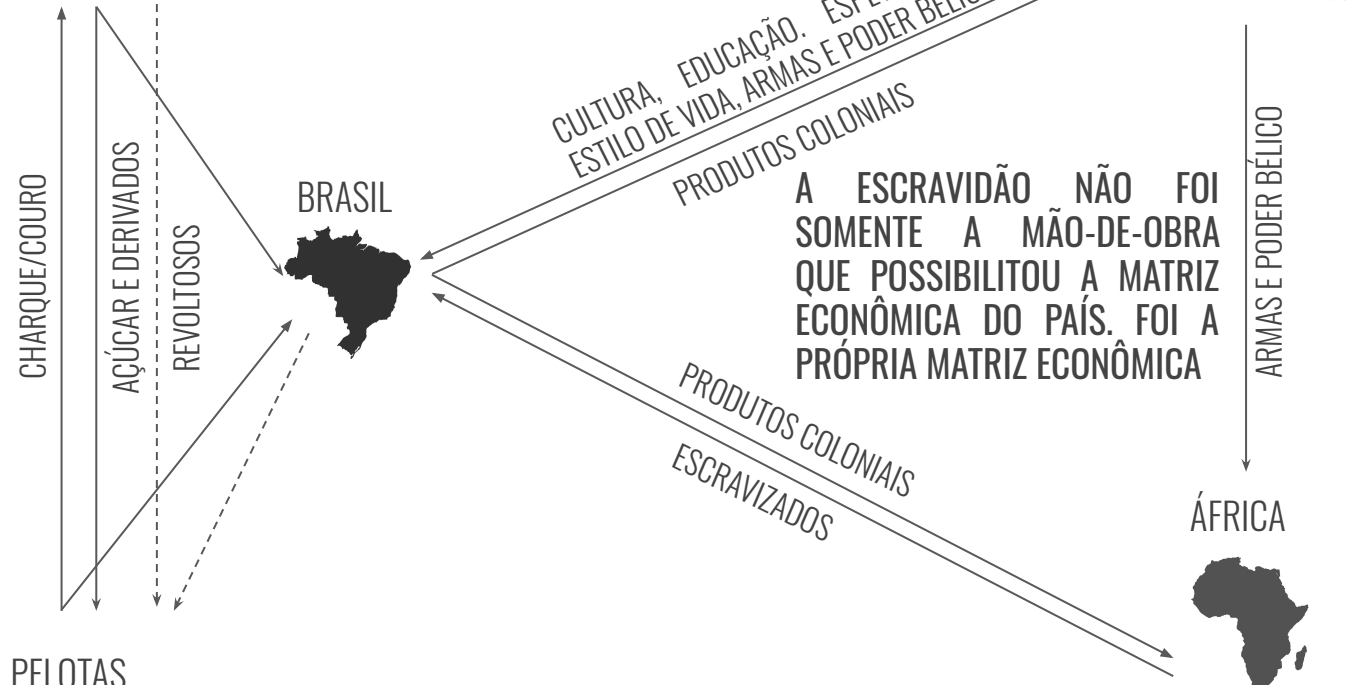 CULTURA, EDUCAÇÃO.
ESTILO DE VIDA, ARMAS E PODER BÉLICO
PRODUTOS COLONIAIS
CHARQUE/COURO
AÇÚCAR E DERIVADOS
REVOLTOSOS
BRASIL
A ESCRAVIDÃO NÃO FOI
SOMENTE A MÃO-DE-OBRA
QUE POSSIBILITOU A MATRIZ
ECONÔMICA DO PAÍS. FOI A
PRÓPRIA MATRIZ ECONÔMICA
ARMAS E PODER BÉLICO
PRODUTOS COLONIAIS
ESCRAVIZADOS
ÁFRICA
PELOTAS